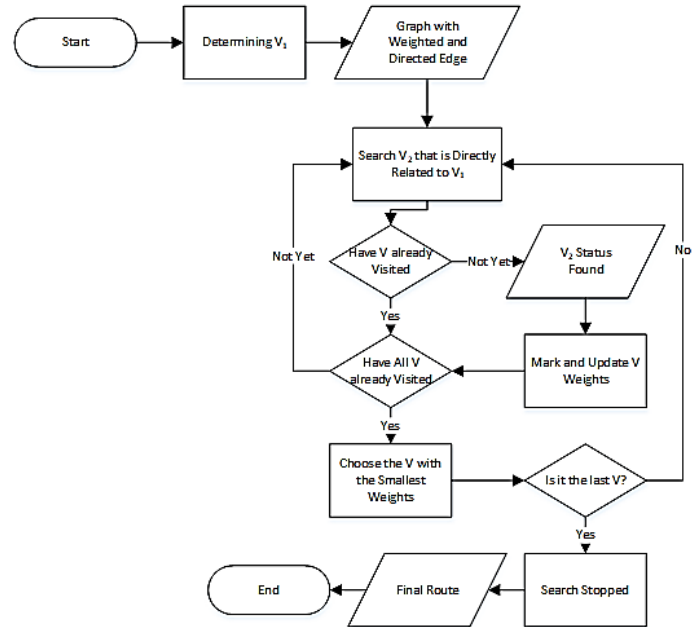 Start
Determining V₁
Graph with
Weighted and
Directed Edge
Search V₂ that is Directly
Related to V₁
Not Yet
Have V already
Visited
Not Yet
V₂ Status
Found
No
Yes
Have All V
already Visited
Mark and Update V
Weights
Yes
Choose the V with
the Smallest
Weights
Is it the last V?
Yes
End
Final Route
Search Stopped